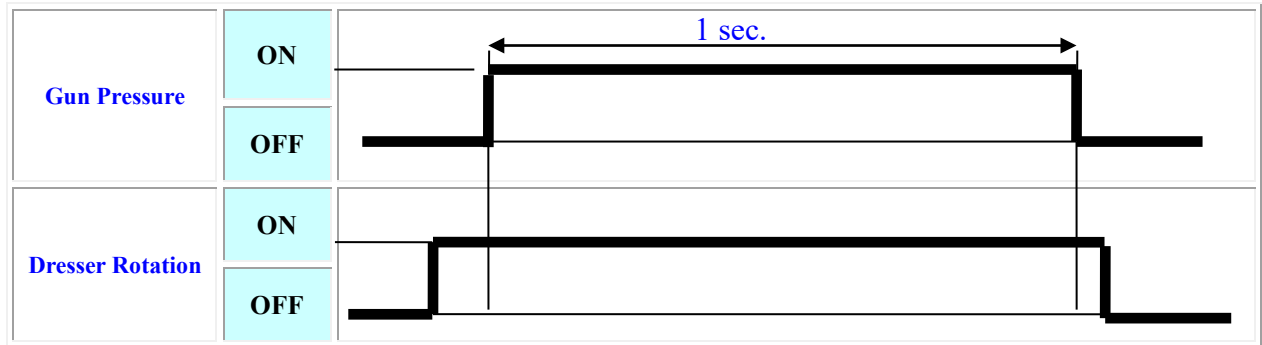 Gun Pressure
ON
1 sec.
OFF
Dresser Rotation
ON
OFF